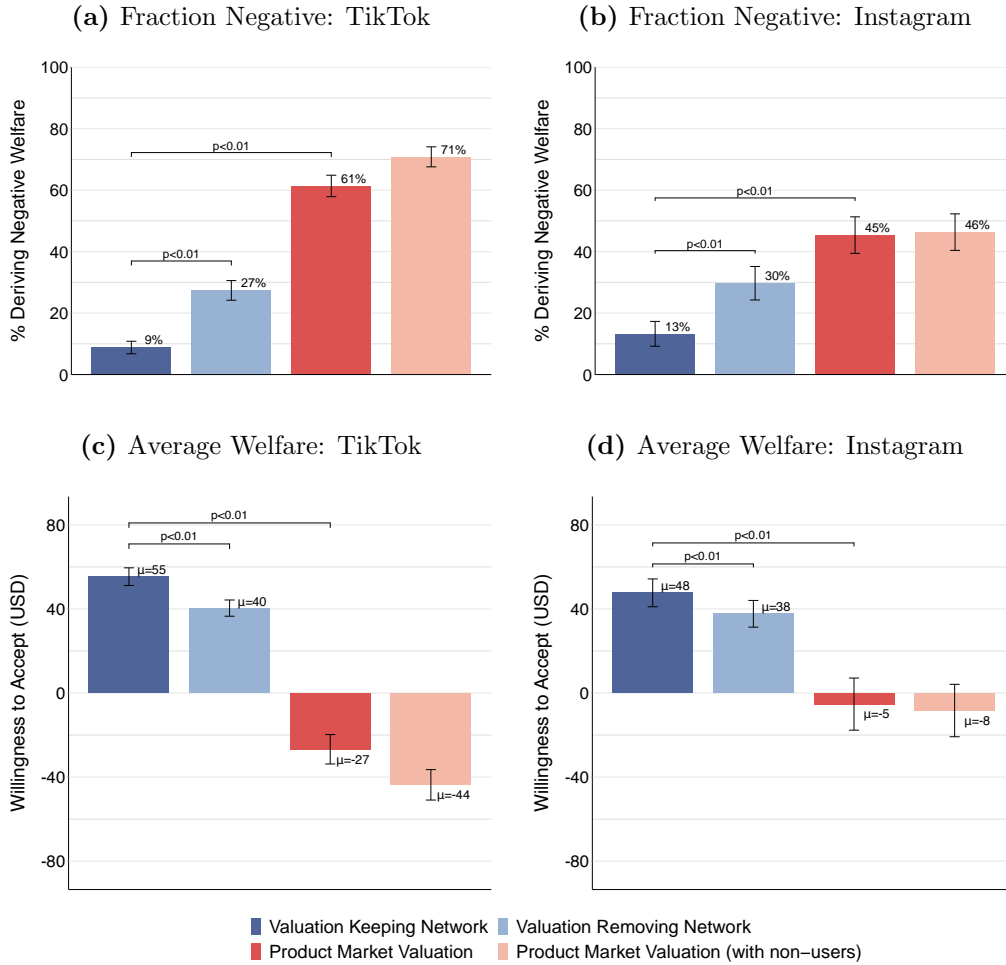 (a) Fraction Negative: TikTok
(b) Fraction Negative: Instagram
% Deriving Negative Welfare
100
80
60
40
20
0
p<0.01
p<0.01
9%
27%
61%
71%
% Deriving Negative Welfare
100
80
60
40
20
0
p<0.01
p<0.01
13%
30%
45%
46%
(c) Average Welfare: TikTok
(d) Average Welfare: Instagram
Willingness to Accept (USD)
80
40
0
-40
-80
p<0.01
p<0.01
μ=55
μ=40
μ=-27
μ=-44
Willingness to Accept (USD)
80
40
0
-40
-80
p<0.01
p<0.01
μ=48
μ=38
μ=-5
μ=-8
Valuation Keeping Network
Valuation Removing Network
Product Market Valuation
Product Market Valuation (with non−users)